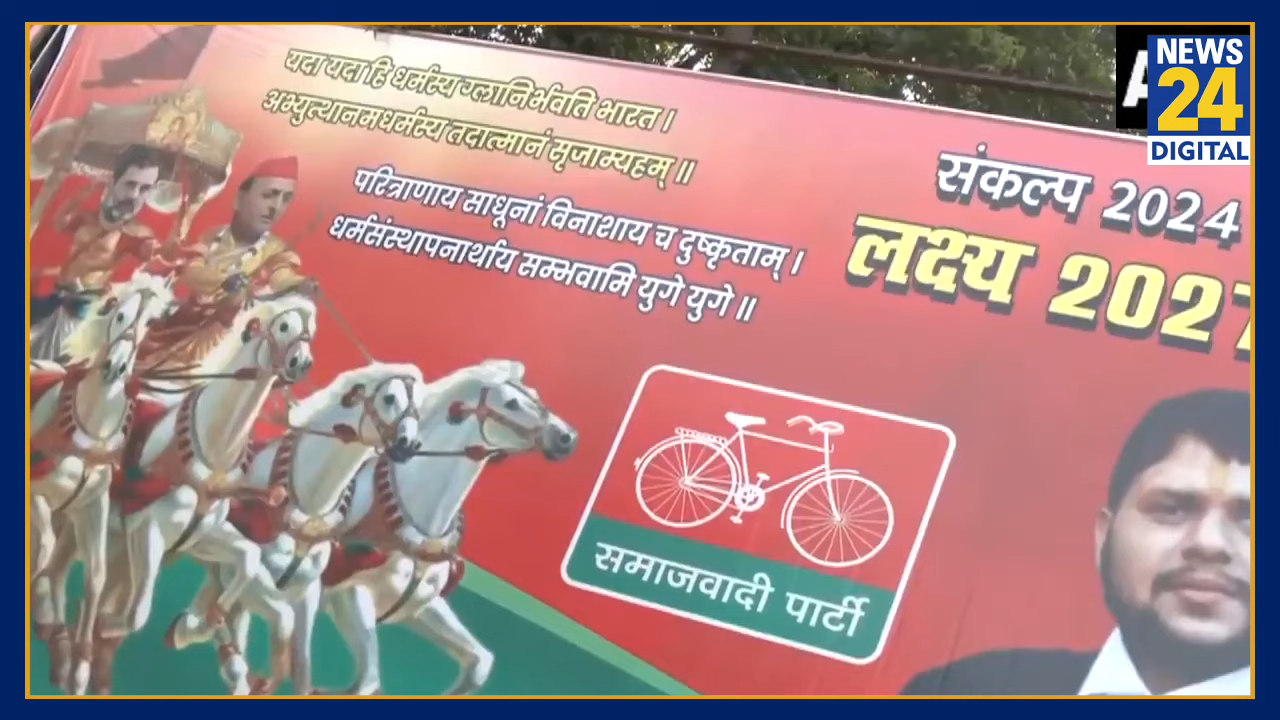 यदा यदा हि धर्मस्य ग्लानिर्भवति भारत ।
अभ्युत्थानमधर्मस्य तदात्मानं सृजाम्यहम् ॥
परित्राणाय साधूनां विनाशाय च दुष्कृताम् ।
धर्मसंस्थापनार्थाय सम्भवामि युगे युगे ॥
संकल्प 2024
लक्ष्य 2027
समाजवादी पार्टी
NEWS
24
DIGITAL